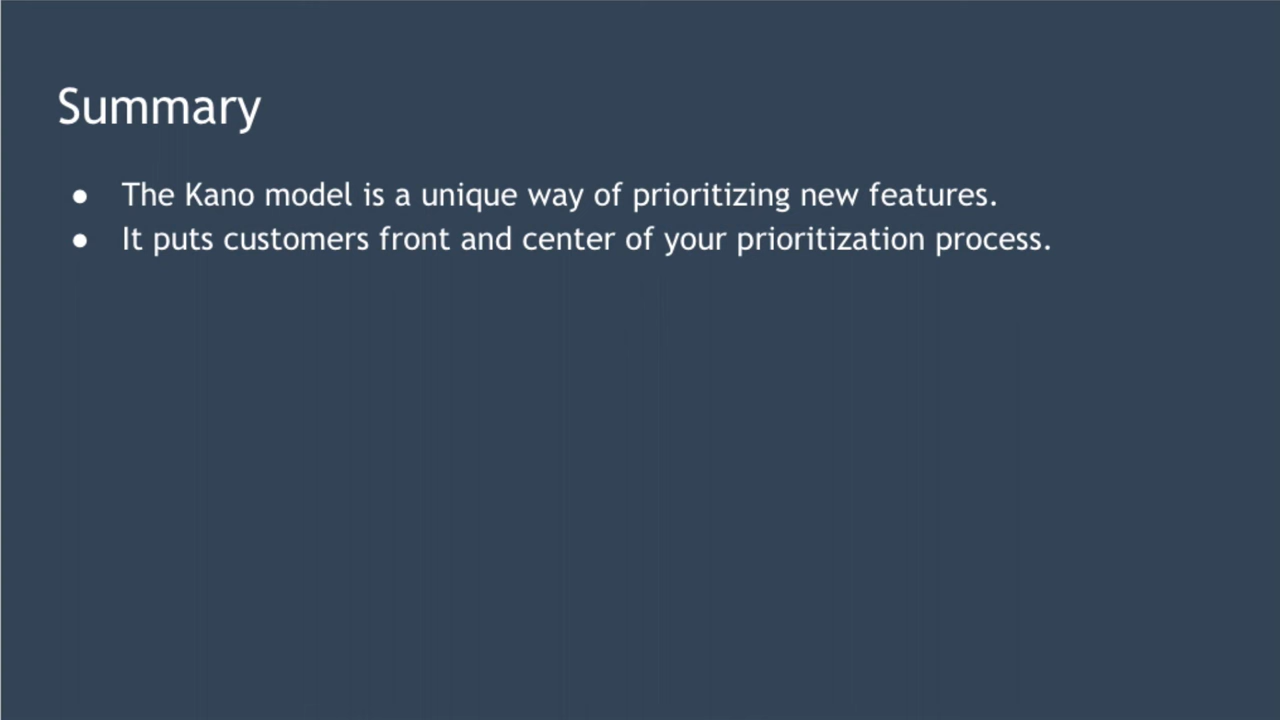 Summary
● The Kano model is a unique way of prioritizing new features.
● It puts customers front and center of your prioritization process.